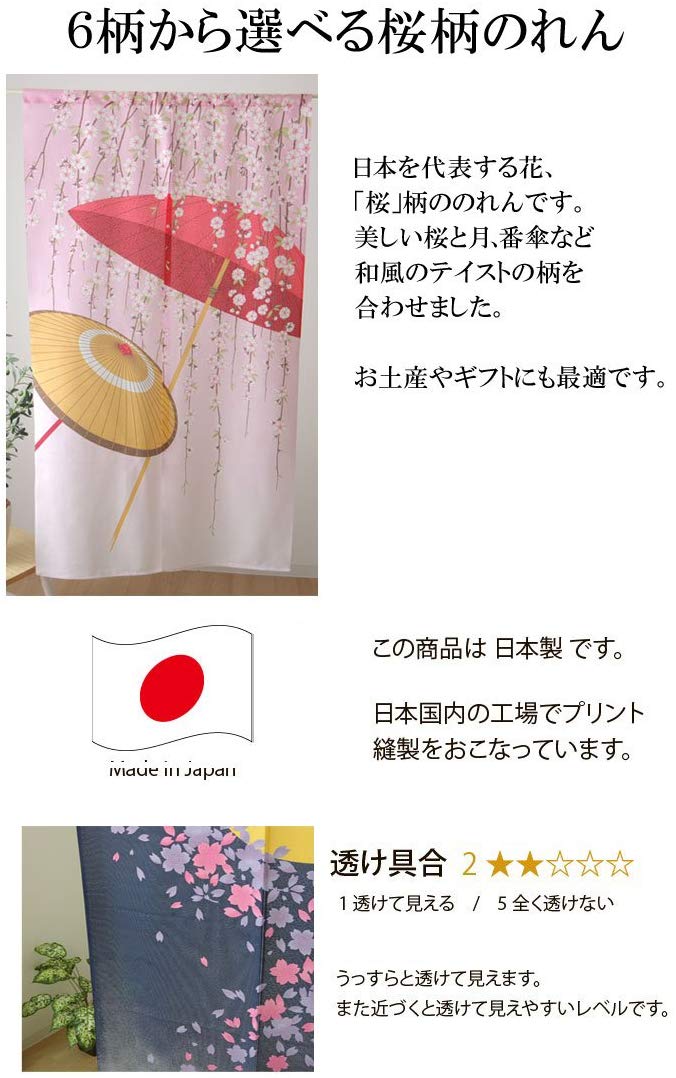 6柄から選べる桜柄のれん
日本を代表する花、
「桜」柄ののれんです。
美しい桜と月、番傘など
和風のテイストの柄を
合わせました。
お土産やギフトにも最適です。
この商品は 日本製 です。
日本国内の工場でプリント
縫製をおこなっています。
Made in Japan
透け具合 2 ★★☆☆☆
1 透けて見える / 5 全く透けない
うっすらと透けて見えます。
また近づくと透けて見えやすいレベルです。